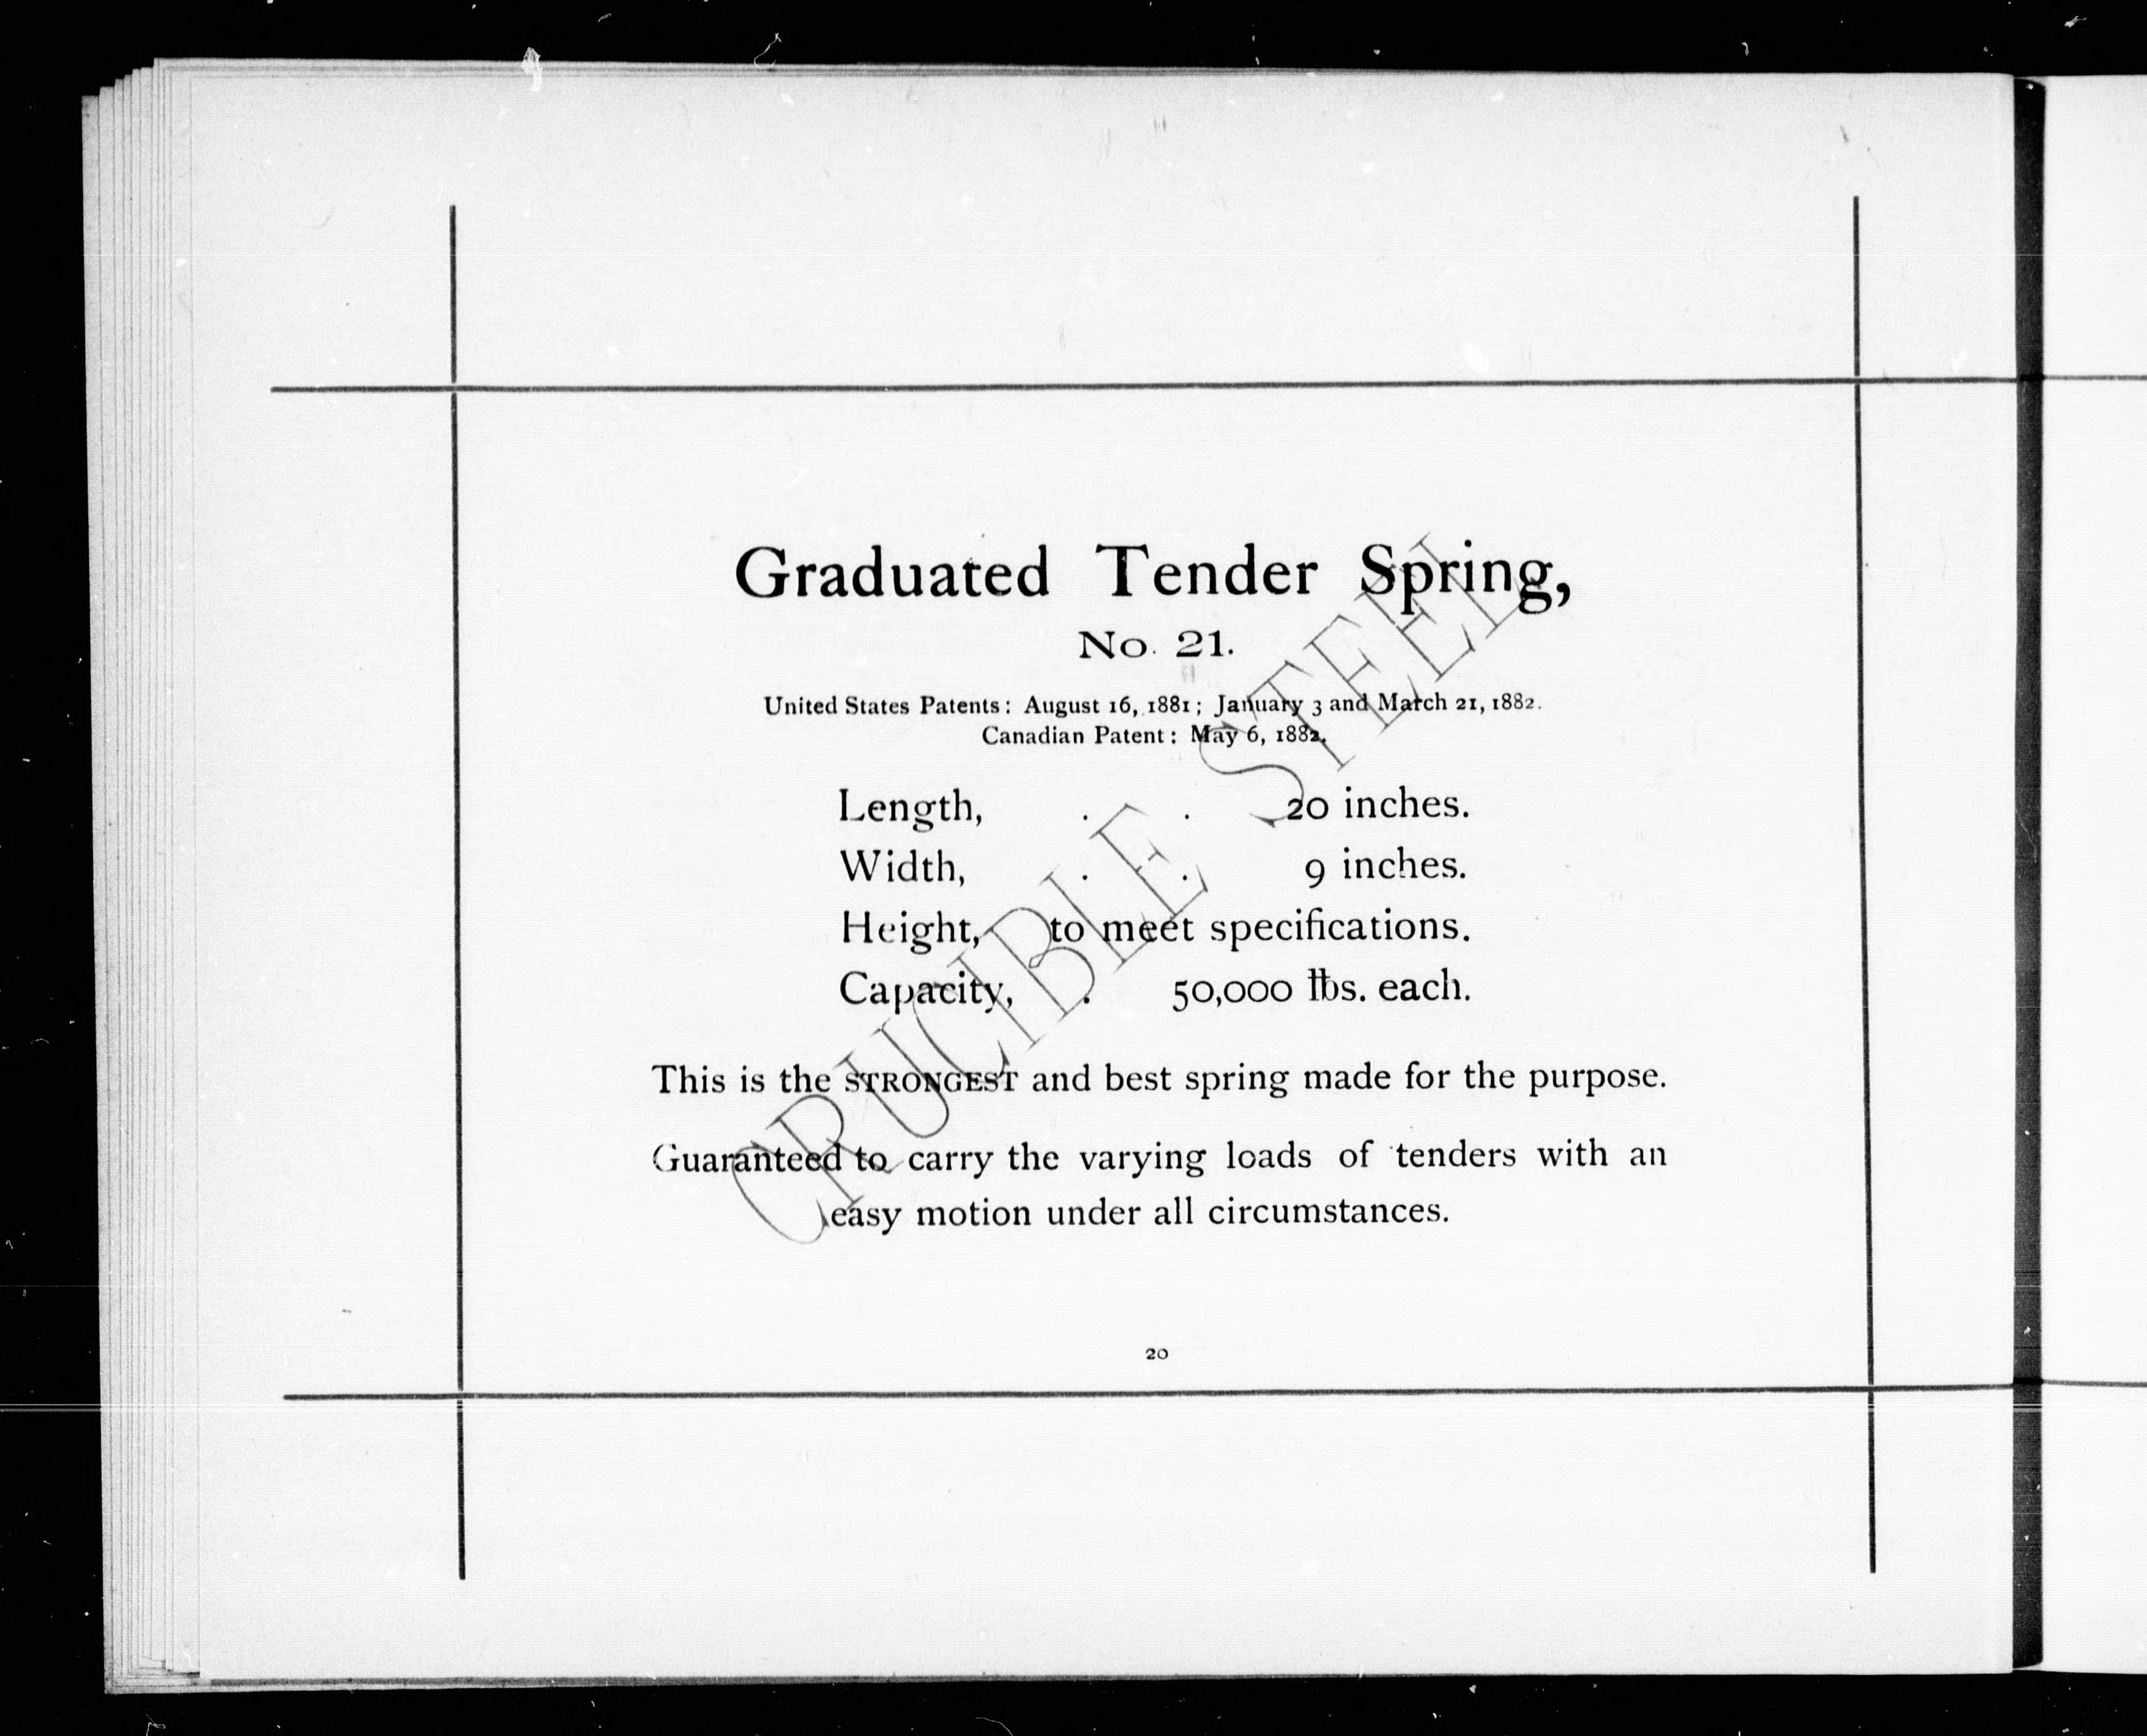 Graduated Tender Spring,
No. 21.
United States Patents: August 16, 1881; January 3 and March 21, 1882.
Canadian Patent: May 6, 1882.
Length, . . 20 inches.
Width, . . 9 inches.
Height, to meet specifications.
Capacity, . 50,000 lbs. each.
This is the STRONGEST and best spring made for the purpose.
Guaranteed to carry the varying loads of tenders with an
easy motion under all circumstances.
CRUCIBLE STEEL
20